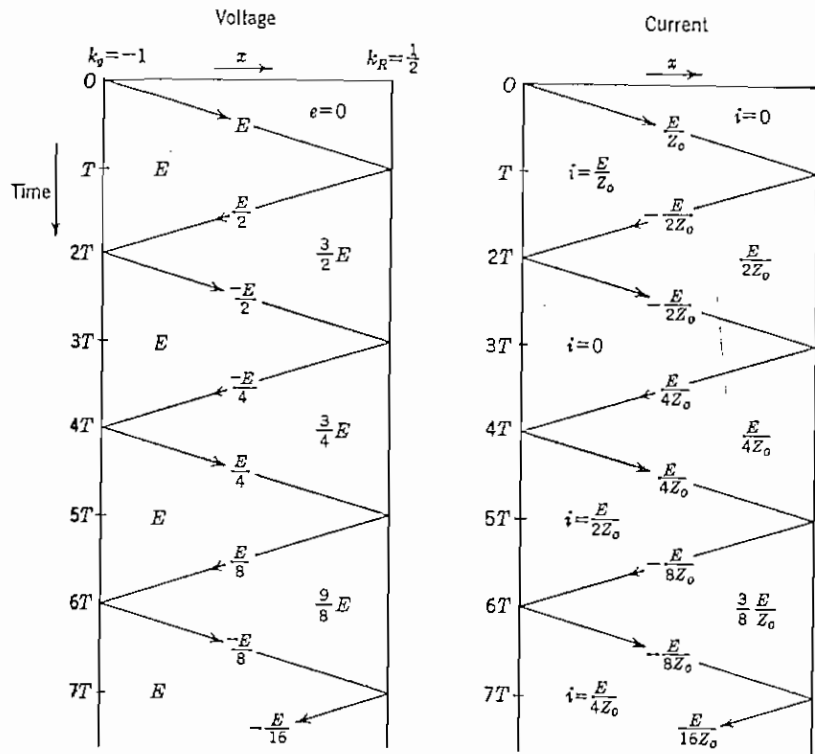 Voltage
k_g=-1
x
k_R=1/2
O
E
e=0
T
E
Time
E/2
2T
3/2 E
-E/2
3T
E
-E/4
4T
3/4 E
E/4
5T
E
E/8
6T
9/8 E
-E/8
7T
E
-E/16
Current
x
O
i=0
E/Z_o
T
i=E/Z_o
-E/2Z_o
2T
E/2Z_o
-E/2Z_o
3T
i=0
E/4Z_o
4T
E/4Z_o
E/4Z_o
5T
i=E/2Z_o
-E/8Z_o
6T
3/8 E/Z_o
-E/8Z_o
7T
i=E/4Z_o
E/16Z_o